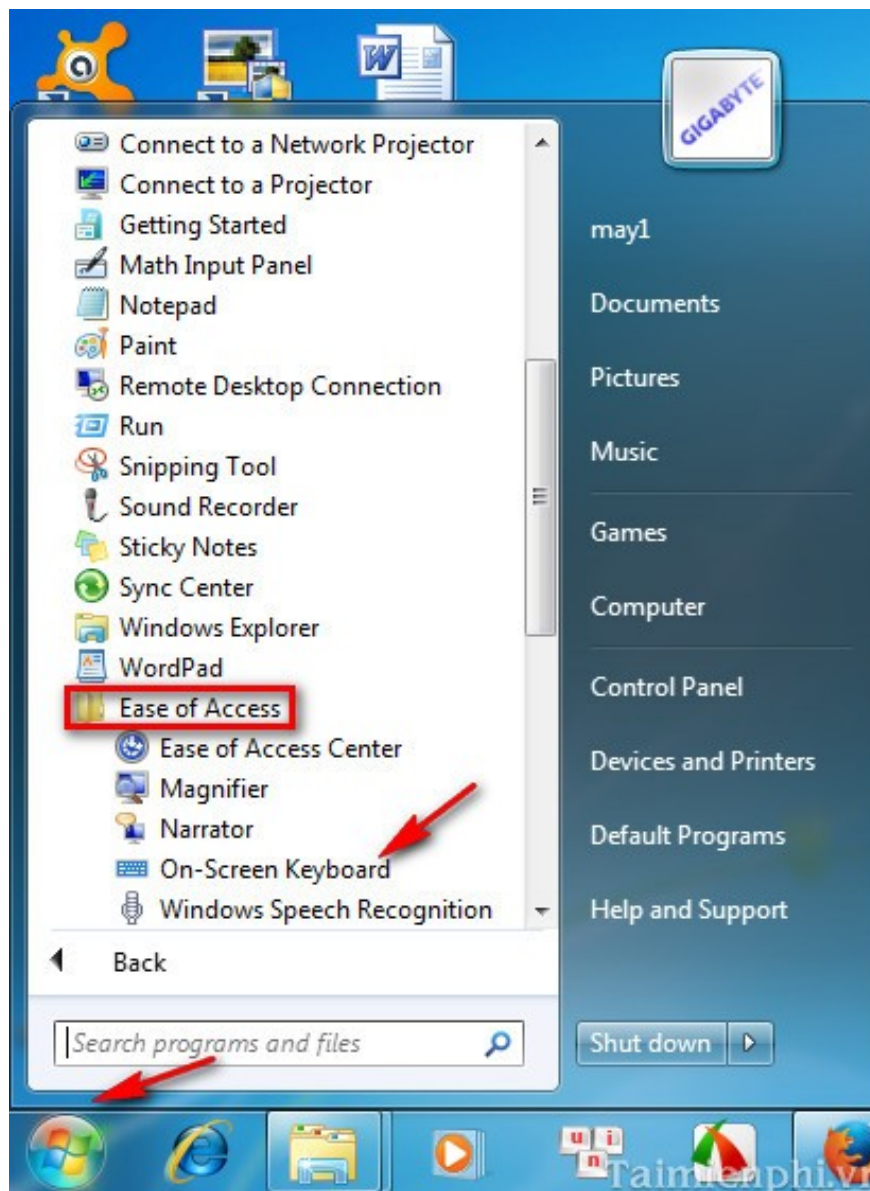 W
a
GIGABYTE
Connect to a Network Projector
Connect to a Projector
Getting Started
Math Input Panel
Notepad
Paint
Remote Desktop Connection
Run
Snipping Tool
Sound Recorder
Sticky Notes
Sync Center
Windows Explorer
WordPad
Ease of Access
Ease of Access Center
Magnifier
Narrator
On-Screen Keyboard
Windows Speech Recognition
Back
Search programs and files
may1
Documents
Pictures
Music
Games
Computer
Control Panel
Devices and Printers
Default Programs
Help and Support
Shut down
u i
n
Taimienphi.vn